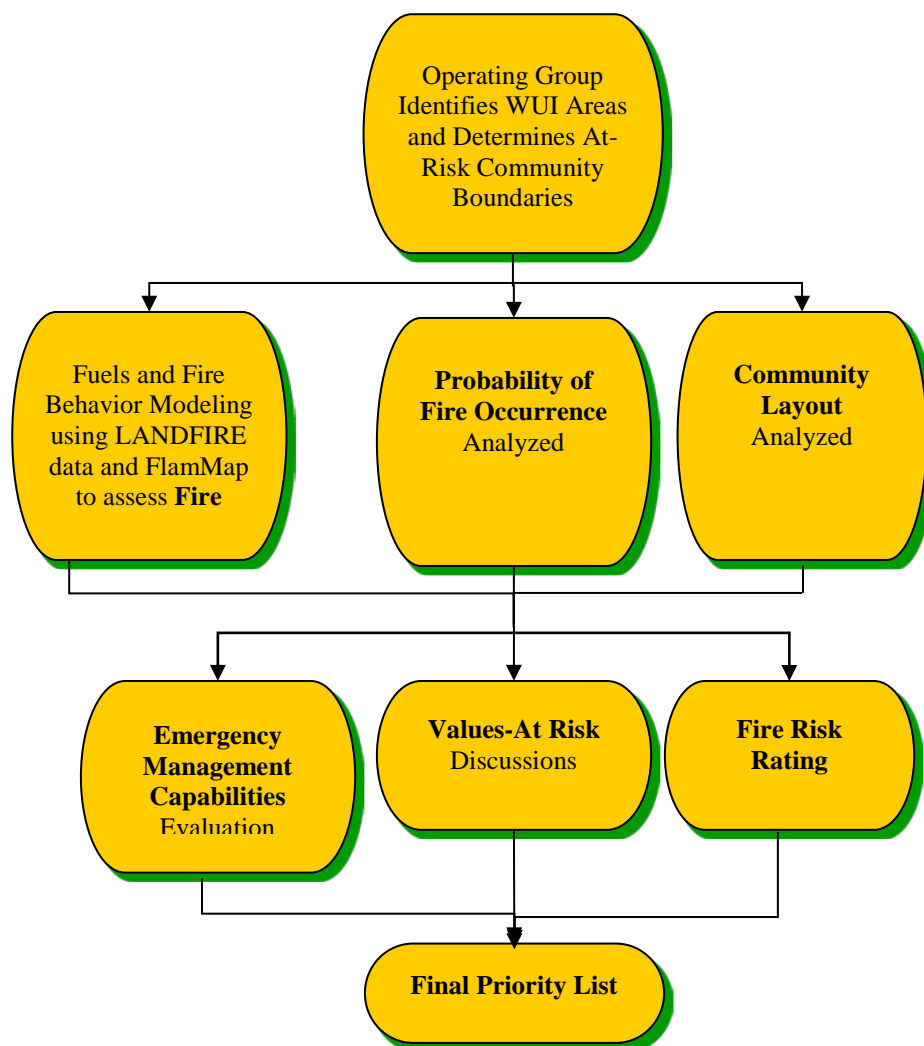 Operating Group
Identifies WUI Areas
and Determines At-
Risk Community
Boundaries
Fuels and Fire
Behavior Modeling
using LANDFIRE
data and FlamMap
to assess Fire
Probability of
Fire Occurrence
Analyzed
Community
Layout
Analyzed
Emergency
Management
Capabilities
Evaluation
Values-At Risk
Discussions
Fire Risk
Rating
Final Priority List